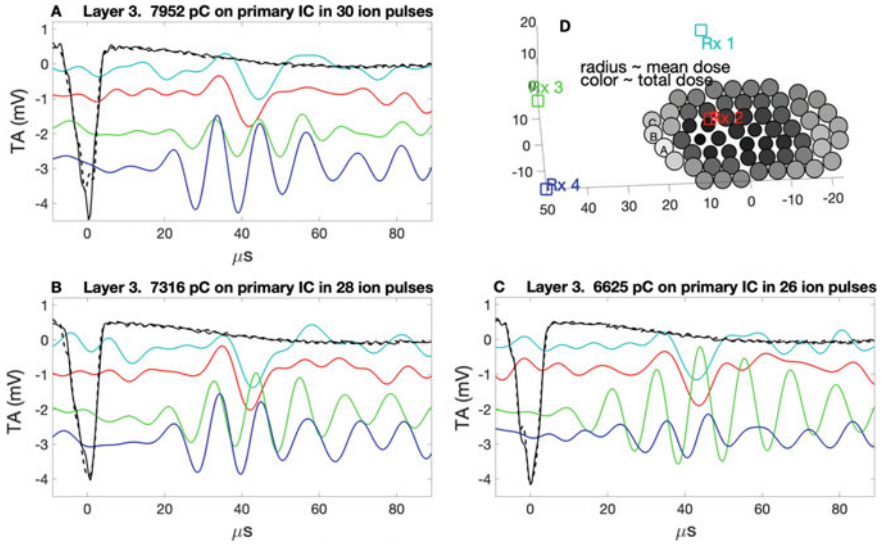 A Layer 3. 7952 pC on primary IC in 30 ion pulses
1
0
-1
-2
-3
-4
TA (mV)
0 20 40 60 80
μs
D
20
10
0
10
0
-10
50 40 30 20 10 0 -10 -20
Rx 1
radius ~ mean dose
color ~ total dose
Rx 3
Rx 2
C
B
A
Rx 4
B Layer 3. 7316 pC on primary IC in 28 ion pulses
1
0
-1
-2
-3
-4
TA (mV)
0 20 40 60 80
μs
C Layer 3. 6625 pC on primary IC in 26 ion pulses
1
0
-1
-2
-3
-4
TA (mV)
0 20 40 60 80
μs